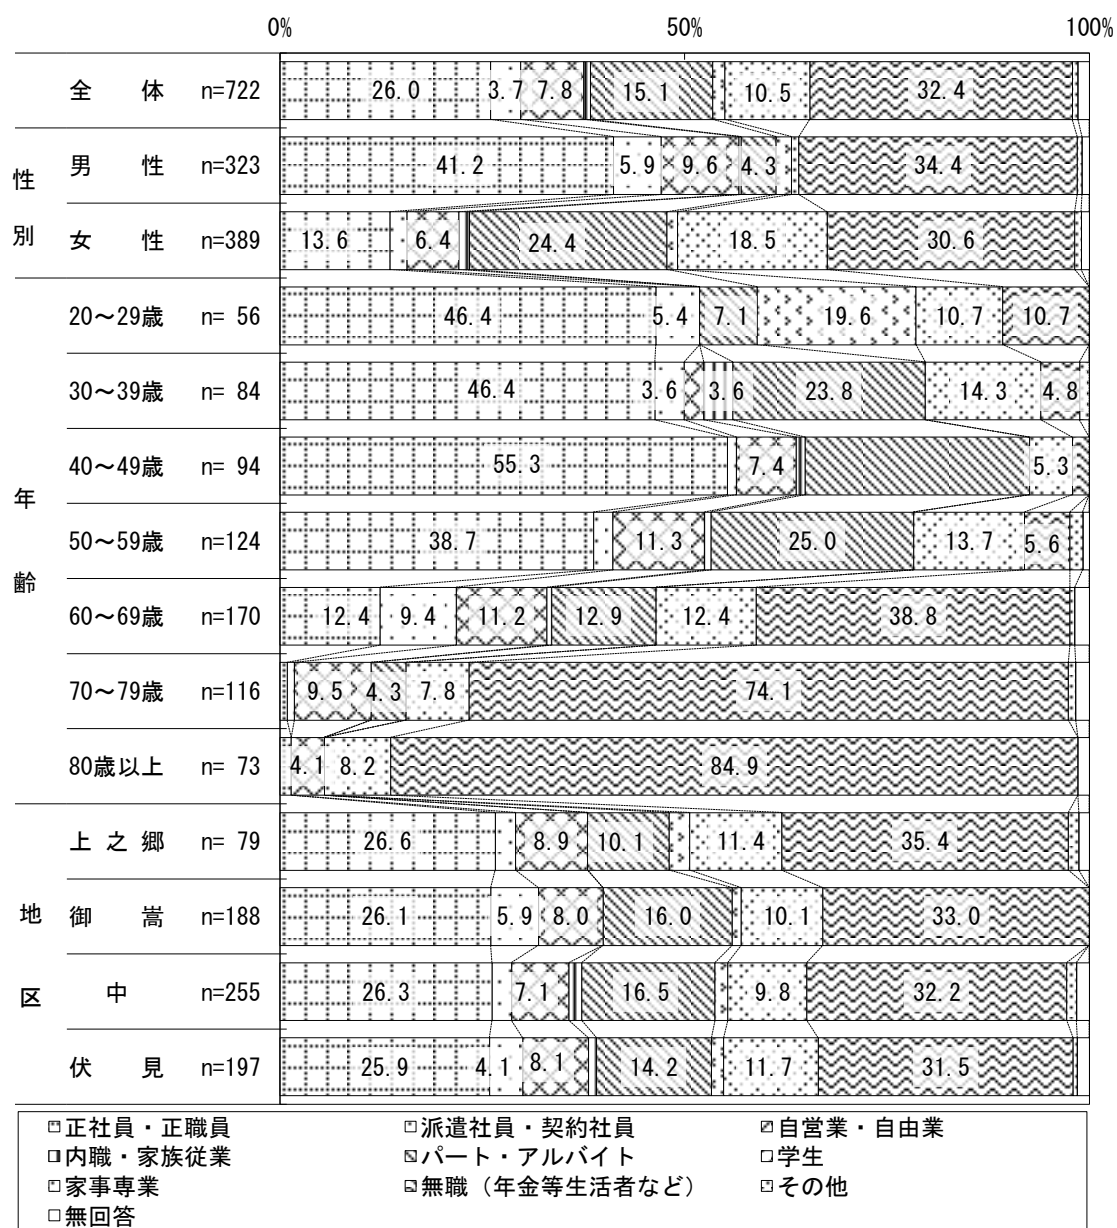 0% 50% 100%
全 体 n=722 26.0 3.7 7.8 15.1 10.5 32.4
性別
男 性 n=323 41.2 5.9 9.6 4.3 34.4
女 性 n=389 13.6 6.4 24.4 18.5 30.6
年齢
20～29歳 n= 56 46.4 5.4 7.1 19.6 10.7 10.7
30～39歳 n= 84 46.4 3.6 3.6 23.8 14.3 4.8
40～49歳 n= 94 55.3 7.4 5.3
50～59歳 n=124 38.7 11.3 25.0 13.7 5.6
60～69歳 n=170 12.4 9.4 11.2 12.9 12.4 38.8
70～79歳 n=116 9.5 4.3 7.8 74.1
80歳以上 n= 73 4.1 8.2 84.9
地区
上之郷 n= 79 26.6 8.9 10.1 11.4 35.4
御 嵩 n=188 26.1 5.9 8.0 16.0 10.1 33.0
中 n=255 26.3 7.1 16.5 9.8 32.2
伏 見 n=197 25.9 4.1 8.1 14.2 11.7 31.5
正社員・正職員 派遣社員・契約社員 自営業・自由業
内職・家族従業 パート・アルバイト 学生
家事専業 無職（年金等生活者など） その他
無回答